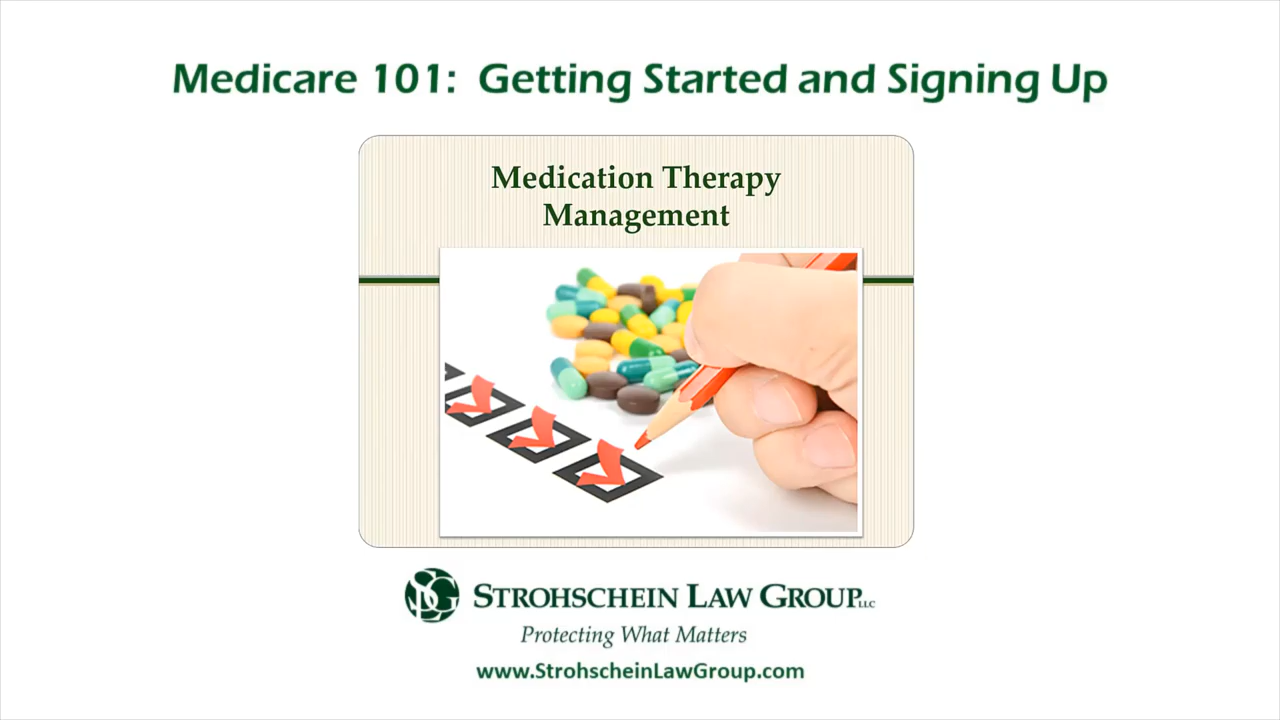 Medicare 101: Getting Started and Signing Up
Medication Therapy
Management
SLG
STROHSCHEIN LAW GROUP LLC
Protecting What Matters
www.StrohscheinLawGroup.com